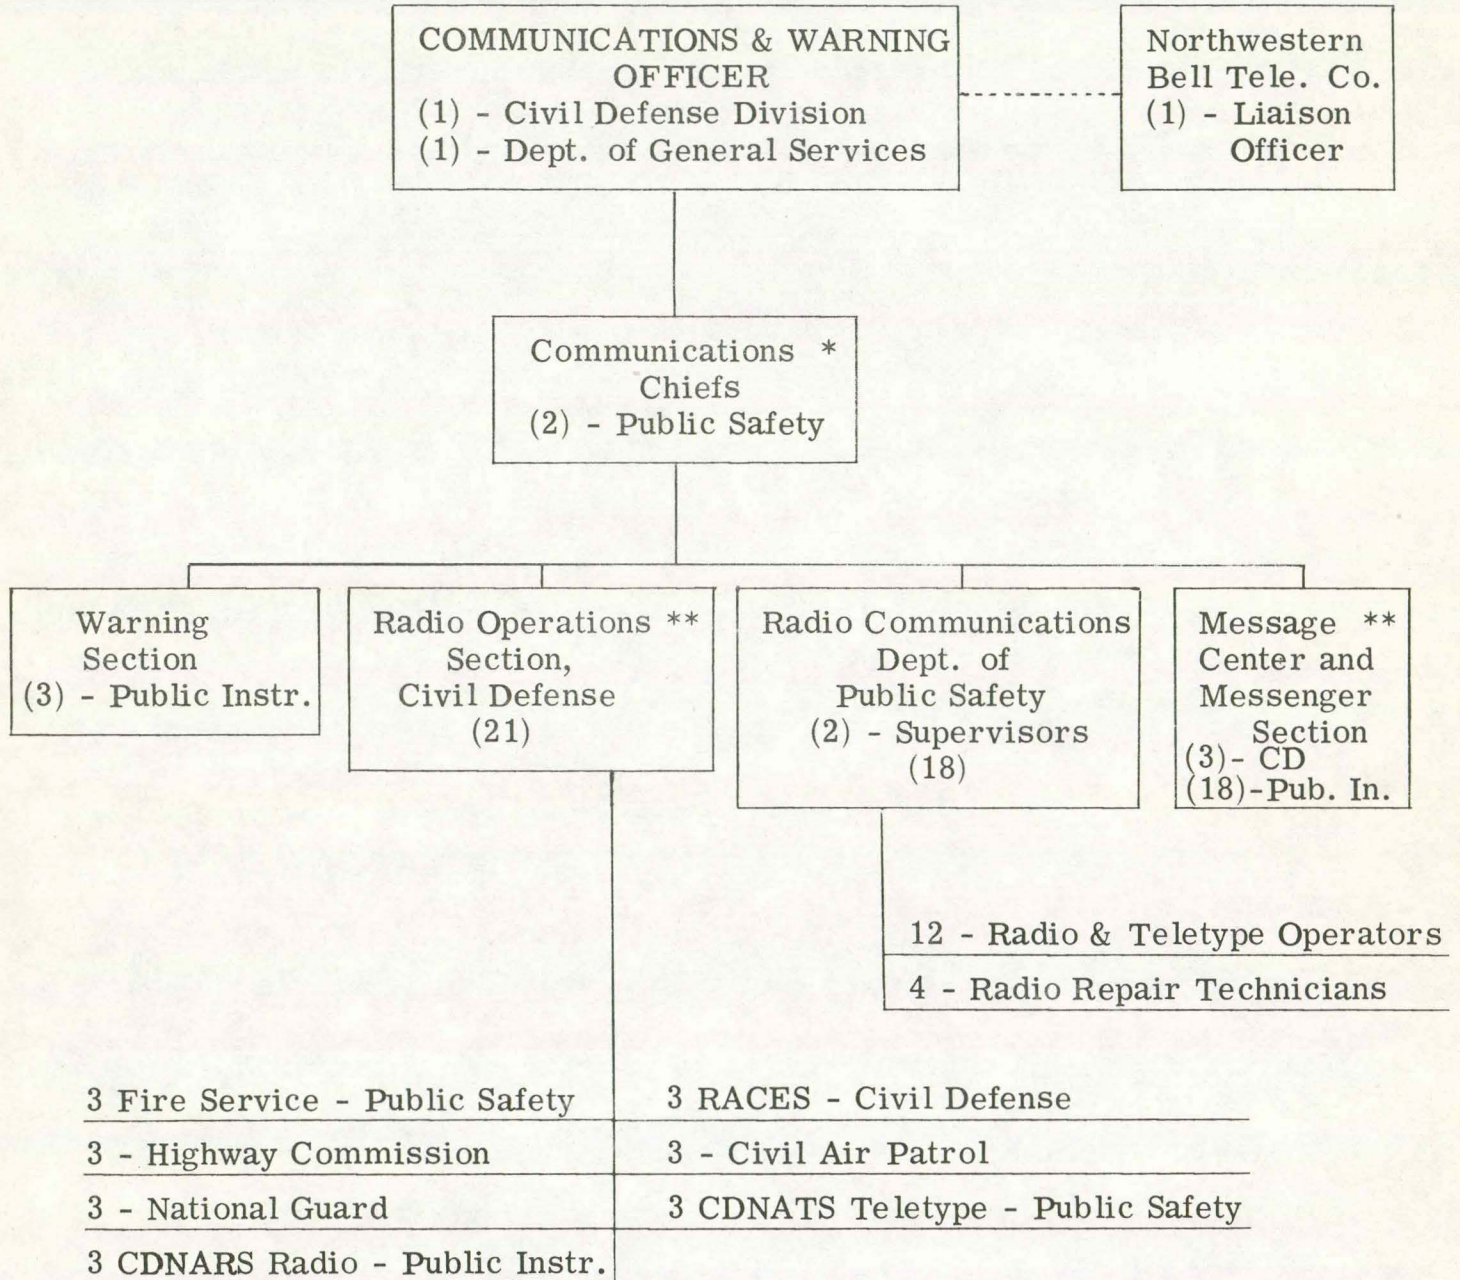 COMMUNICATIONS & WARNING
OFFICER
(1) - Civil Defense Division
(1) - Dept. of General Services
Northwestern
Bell Tele. Co.
(1) - Liaison
Officer
Communications *
Chiefs
(2) - Public Safety
Warning
Section
(3) - Public Instr.
Radio Operations **
Section,
Civil Defense
(21)
Radio Communications
Dept. of
Public Safety
(2) - Supervisors
(18)
Message **
Center and
Messenger
Section
(3)- CD
(18)-Pub. In.
12 - Radio & Teletype Operators
4 - Radio Repair Technicians
3 Fire Service - Public Safety
3 - Highway Commission
3 - National Guard
3 CDNARS Radio - Public Instr.
3 RACES - Civil Defense
3 - Civil Air Patrol
3 CDNATS Teletype - Public Safety